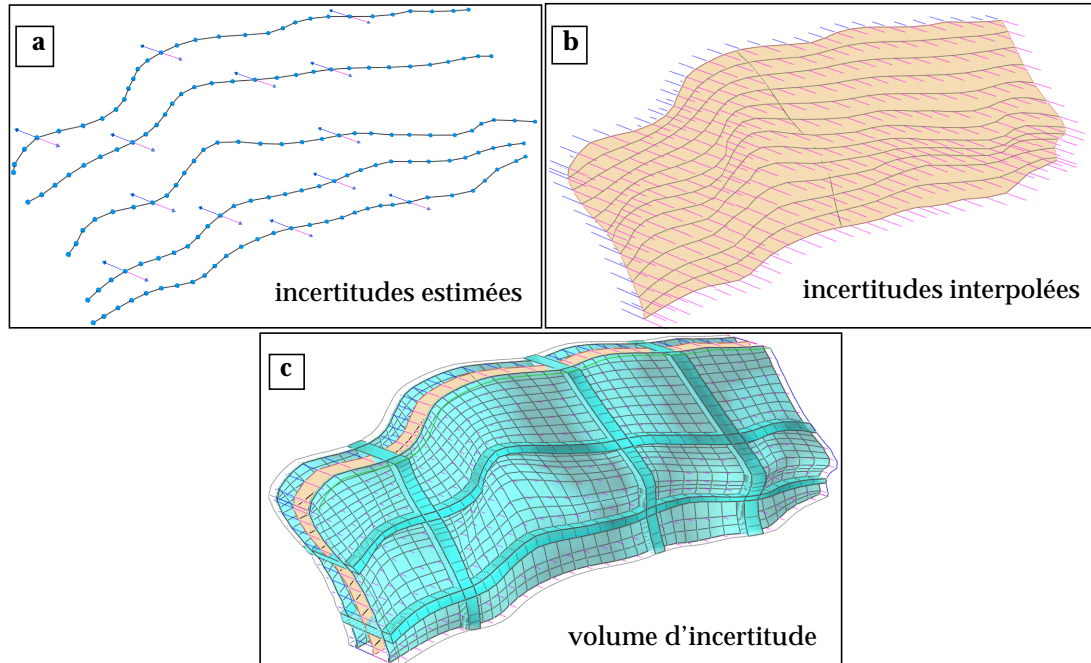 a
incertitudes estimées
b
incertitudes interpolées
c
volume d'incertitude